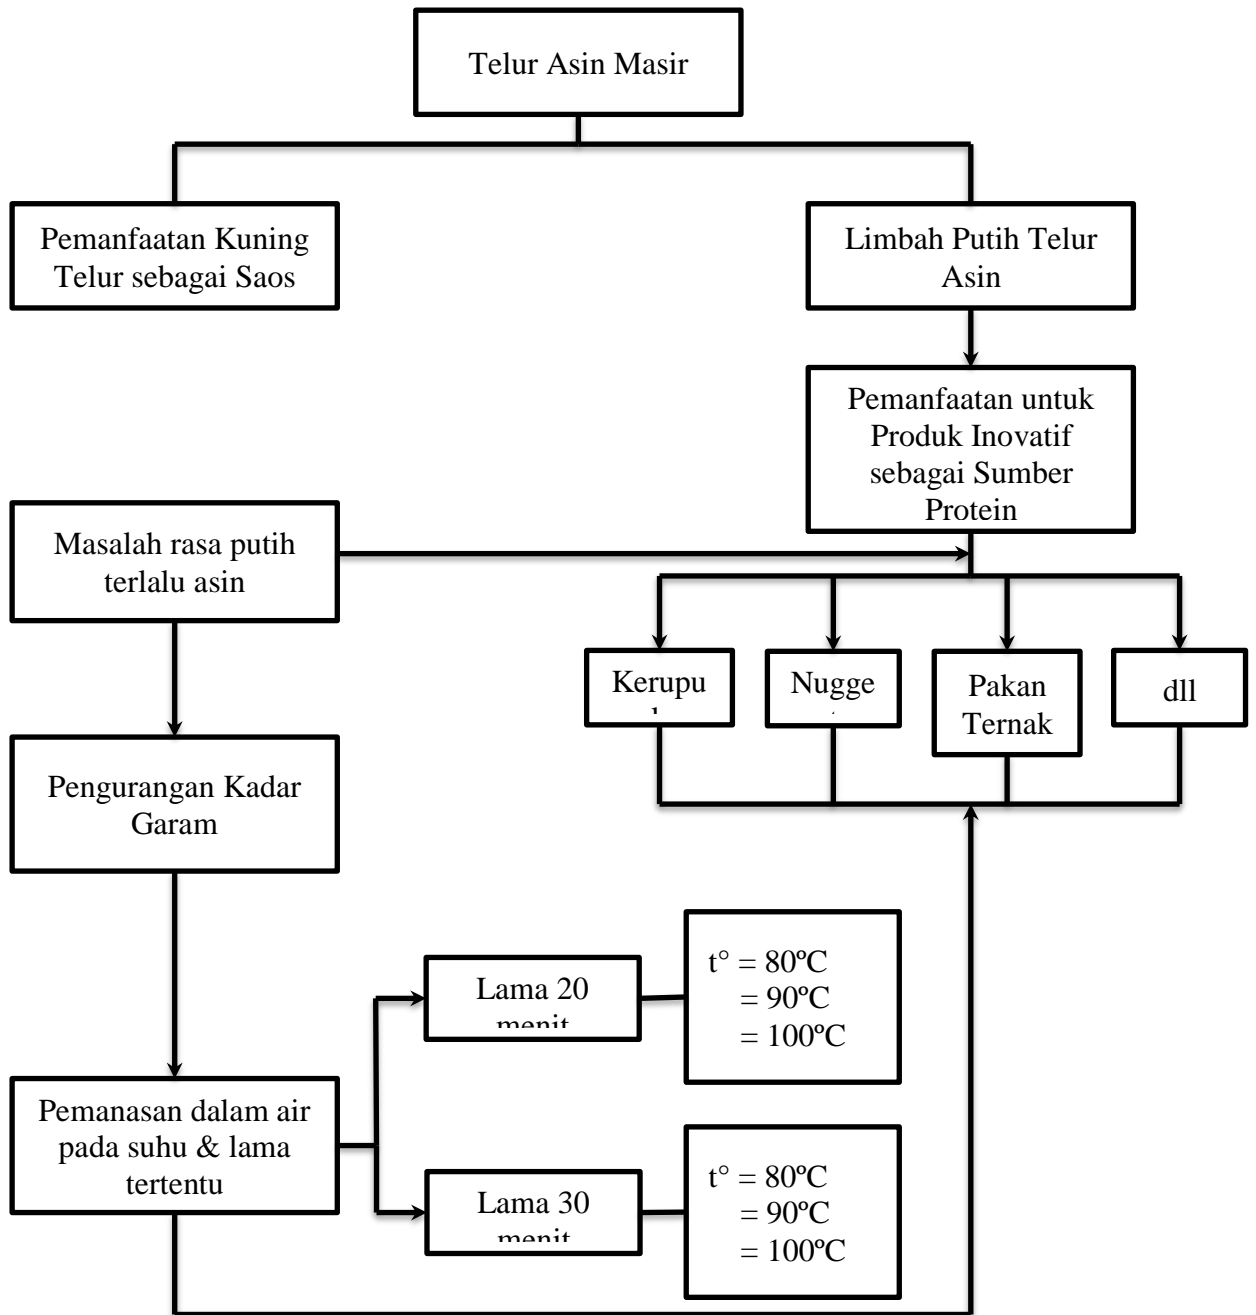 Telur Asin Masir
Pemanfaatan Kuning
Telur sebagai Saos
Limbah Putih Telur
Asin
Pemanfaatan untuk
Produk Inovatif
sebagai Sumber
Protein
Masalah rasa putih
terlalu asin
Kerupu
Nugge
Pakan
Ternak
dll
Pengurangan Kadar
Garam
Lama 20
menit
t° = 80ºC
= 90ºC
= 100ºC
Pemanasan dalam air
pada suhu & lama
tertentu
Lama 30
menit
t° = 80ºC
= 90ºC
= 100ºC